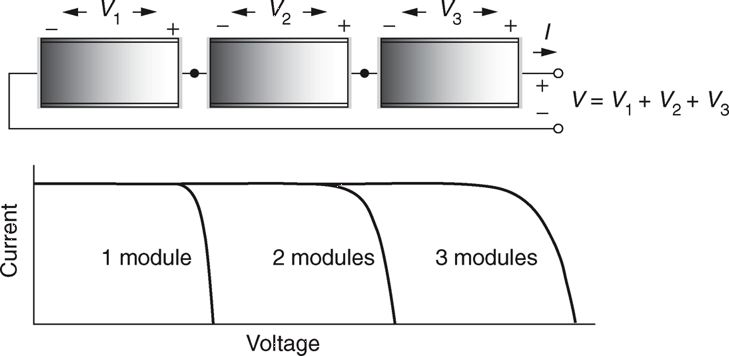 V1 V2 V3
− + − + − + I
+
V = V1 + V2 + V3
−
Current
1 module 2 modules 3 modules
Voltage